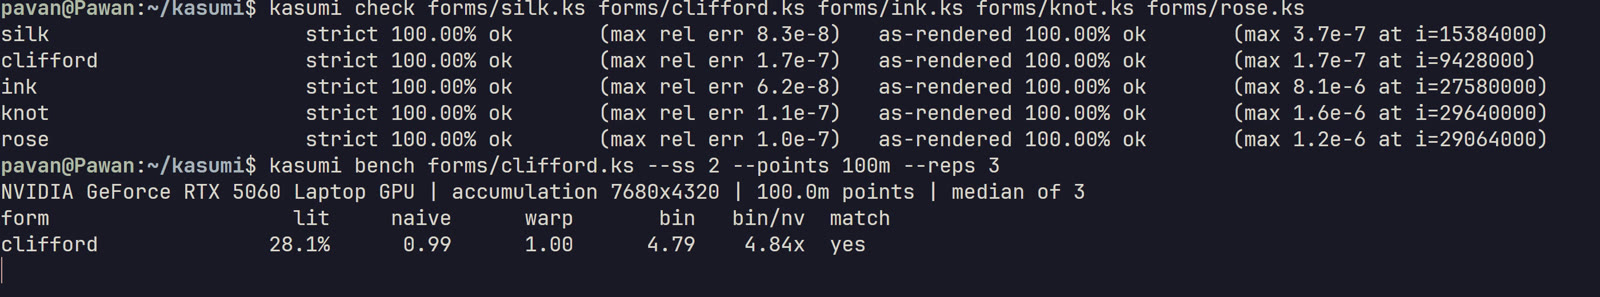 pavan@Pawan:~/kasumi$ kasumi check forms/silk.ks forms/clifford.ks forms/ink.ks forms/knot.ks forms/rose.ks
silk strict 100.00% ok (max rel err 8.3e-8) as-rendered 100.00% ok (max 3.7e-7 at i=15384000)
clifford strict 100.00% ok (max rel err 1.7e-7) as-rendered 100.00% ok (max 1.7e-7 at i=9428000)
ink strict 100.00% ok (max rel err 6.2e-8) as-rendered 100.00% ok (max 8.1e-6 at i=27580000)
knot strict 100.00% ok (max rel err 1.1e-7) as-rendered 100.00% ok (max 1.6e-6 at i=29640000)
rose strict 100.00% ok (max rel err 1.0e-7) as-rendered 100.00% ok (max 1.2e-6 at i=29064000)
pavan@Pawan:~/kasumi$ kasumi bench forms/clifford.ks --ss 2 --points 100m --reps 3
NVIDIA GeForce RTX 5060 Laptop GPU | accumulation 7680x4320 | 100.0m points | median of 3
form lit naive warp bin bin/nv match
clifford 28.1% 0.99 1.00 4.79 4.84x yes